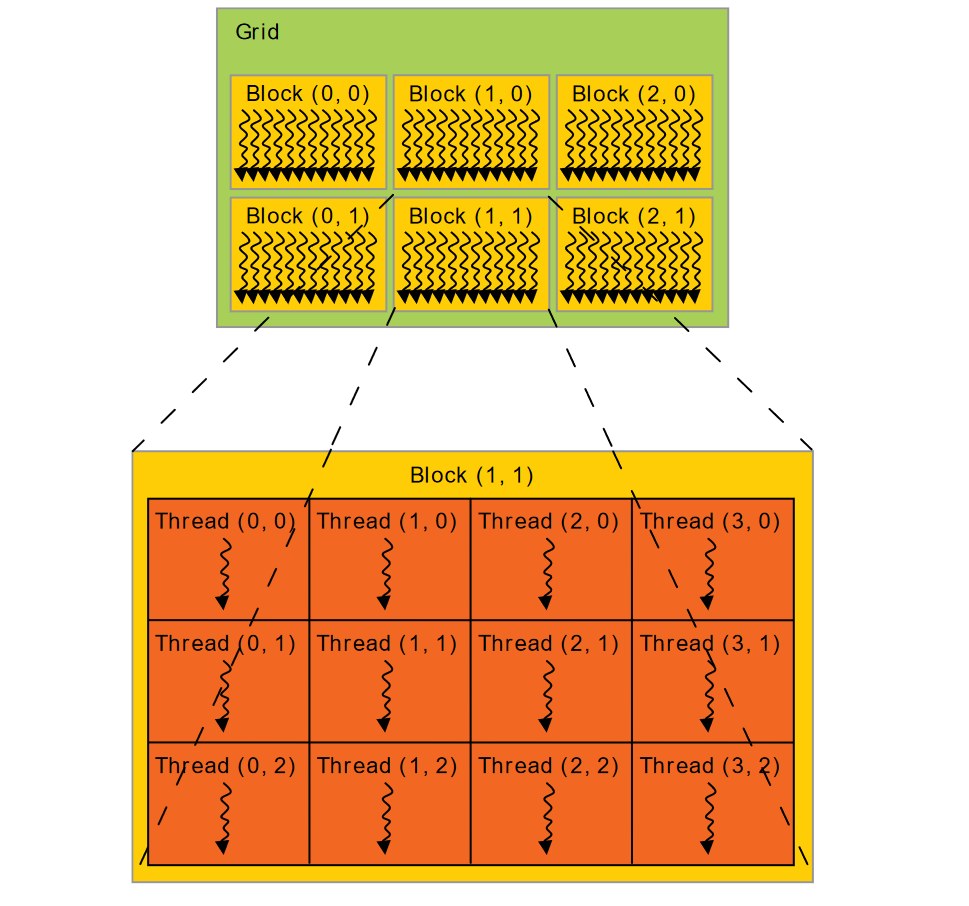 Grid
Block (0, 0) Block (1, 0) Block (2, 0)
Block (0, 1) Block (1, 1) Block (2, 1)
Block (1, 1)
Thread (0, 0) Thread (1, 0) Thread (2, 0) Thread (3, 0)
Thread (0, 1) Thread (1, 1) Thread (2, 1) Thread (3, 1)
Thread (0, 2) Thread (1, 2) Thread (2, 2) Thread (3, 2)